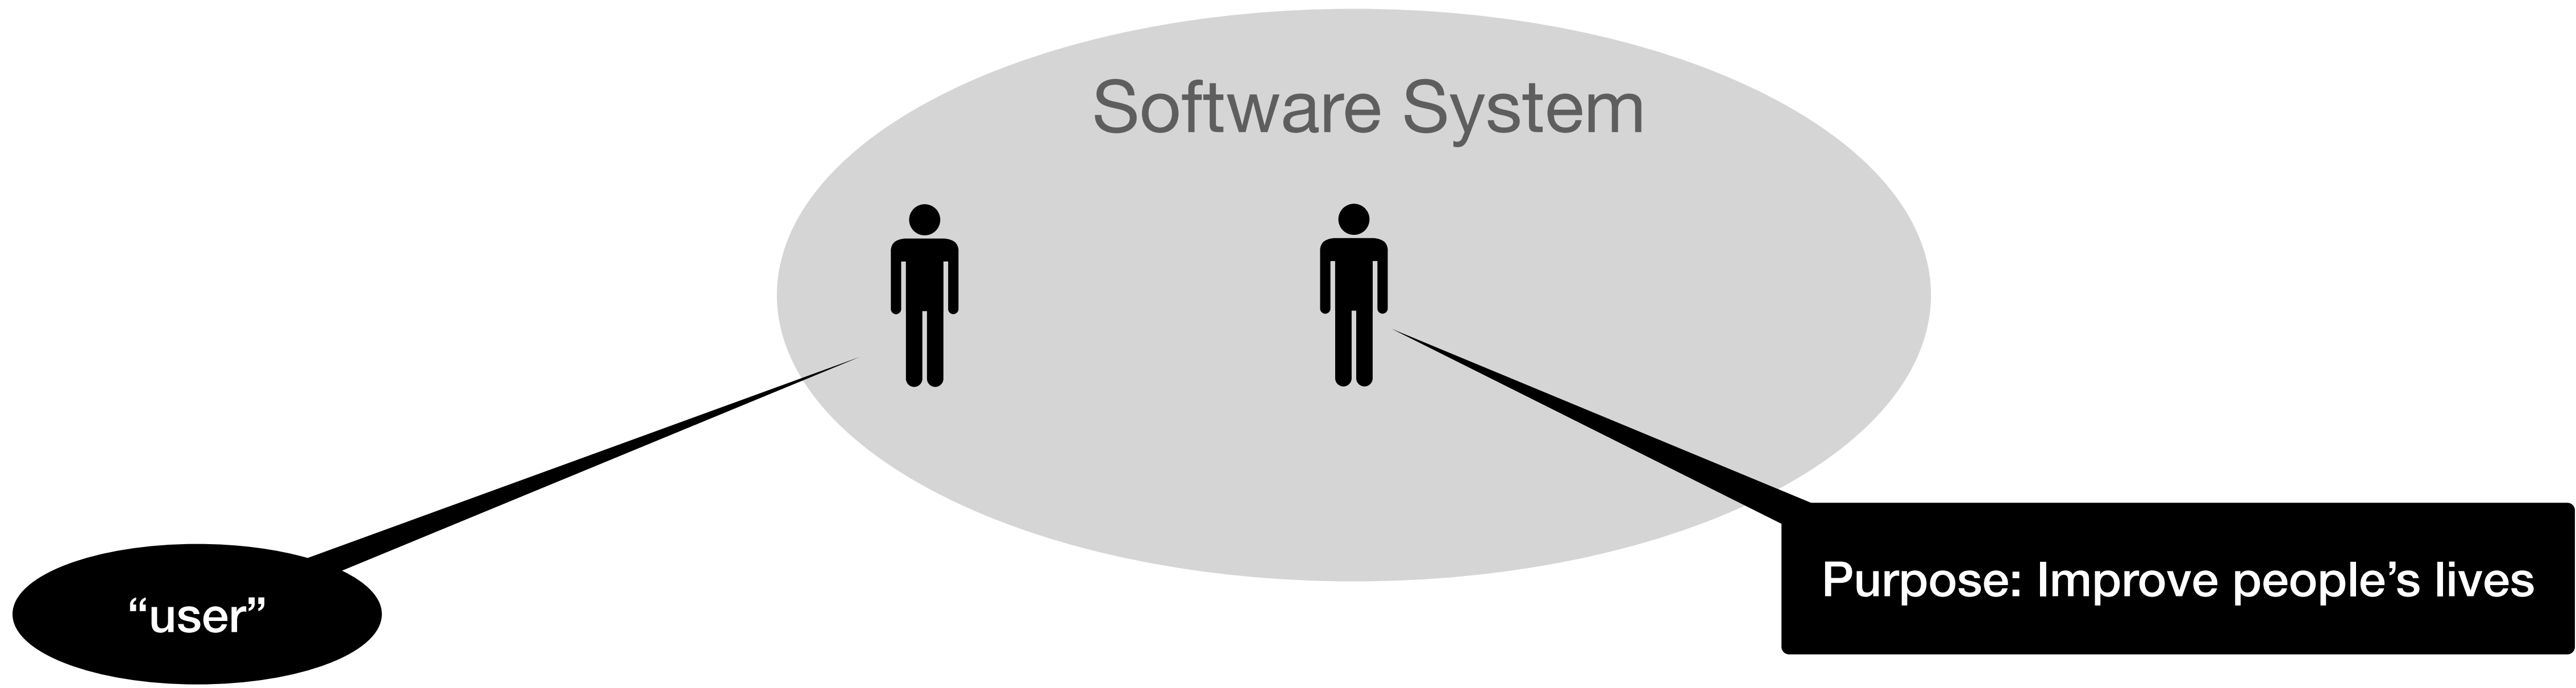 Software System
“user”
Purpose: Improve people’s lives